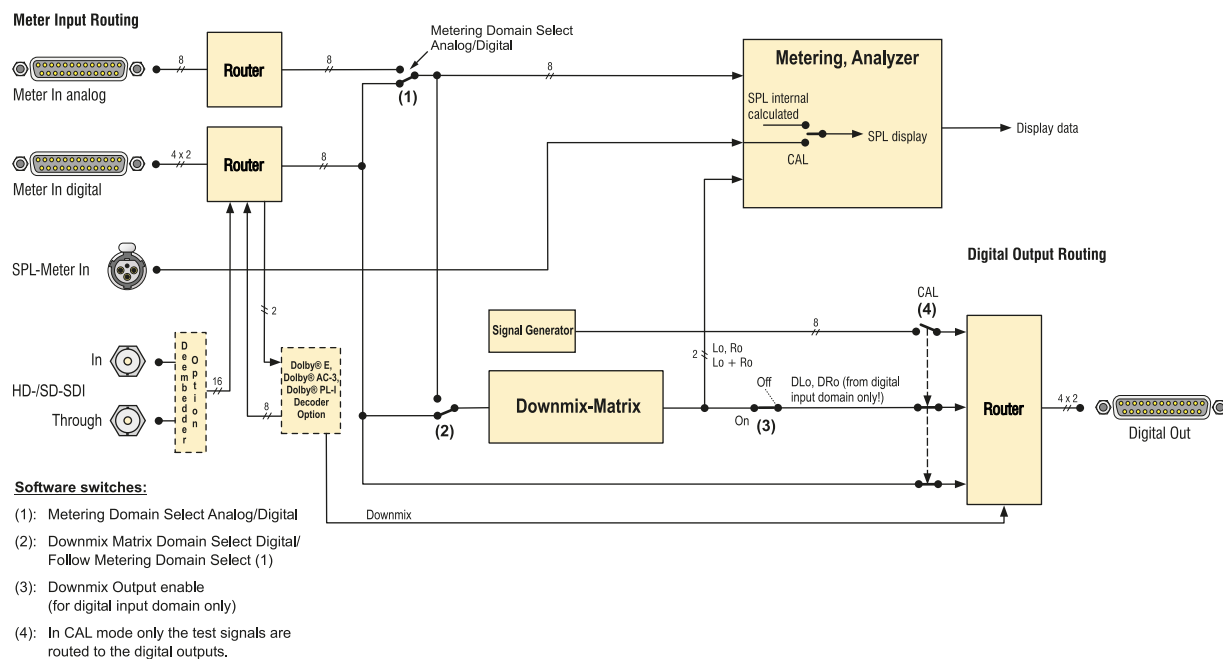 Meter Input Routing
Metering Domain Select
Analog/Digital
8
Router
8
(1)
8
Meter In analog
Metering, Analyzer
SPL internal
calculated
SPL display
CAL
Display data
4 x 2
Router
8
Meter In digital
SPL-Meter In
2
Digital Output Routing
CAL
(4)
Signal Generator
8
2
Lo, Ro
Lo + Ro
In
HD-/SD-SDI
Through
Deembedder
Option
16
8
Dolby® E,
Dolby® AC-3,
Dolby® PL-I
Decoder
Option
(2)
Downmix-Matrix
Off
On
(3)
DLo, DRo (from digital
input domain only!)
Router
4 x 2
Digital Out
Downmix
Software switches:
(1): Metering Domain Select Analog/Digital
(2): Downmix Matrix Domain Select Digital/
Follow Metering Domain Select (1)
(3): Downmix Output enable
(for digital input domain only)
(4): In CAL mode only the test signals are
routed to the digital outputs.